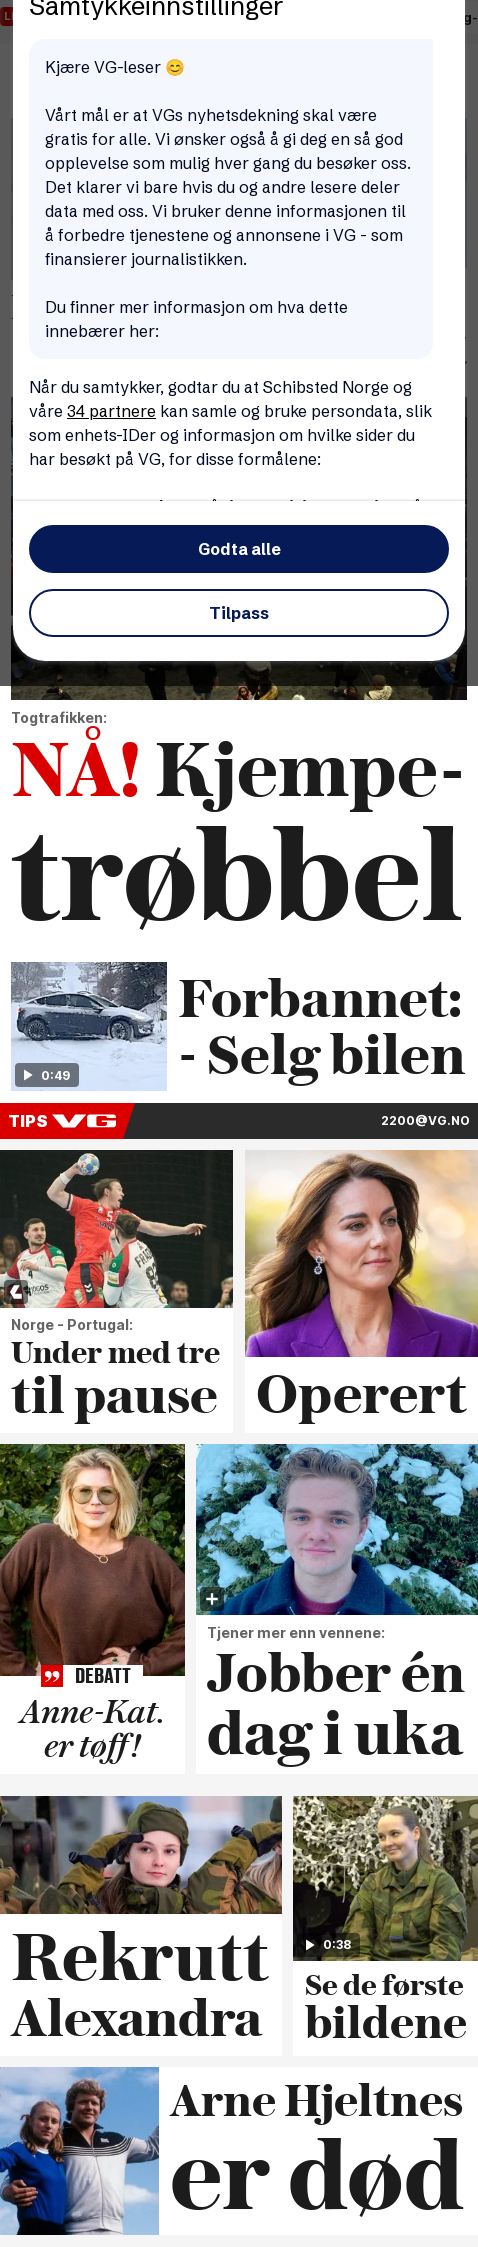 Samtykkeinnstillinger
Kjære VG-leser 😊
Vårt mål er at VGs nyhetsdekning skal være
gratis for alle. Vi ønsker også å gi deg en så god
opplevelse som mulig hver gang du besøker oss.
Det klarer vi bare hvis du og andre lesere deler
data med oss. Vi bruker denne informasjonen til
å forbedre tjenestene og annonsene i VG - som
finansierer journalistikken.
Du finner mer informasjon om hva dette
innebærer her:
Når du samtykker, godtar du at Schibsted Norge og
våre 34 partnere kan samle og bruke persondata, slik
som enhets-IDer og informasjon om hvilke sider du
har besøkt på VG, for disse formålene:
Godta alle
Tilpass
Togtrafikken:
NÅ! Kjempe-
trøbbel
0:49
Forbannet:
- Selg bilen
TIPS VG
2200@VG.NO
Norge - Portugal:
Under med tre
til pause
Operert
DEBATT
Anne-Kat.
er tøff!
Tjener mer enn vennene:
Jobber én
dag i uka
Rekrutt
Alexandra
0:38
Se de første
bildene
Arne Hjeltnes
er død